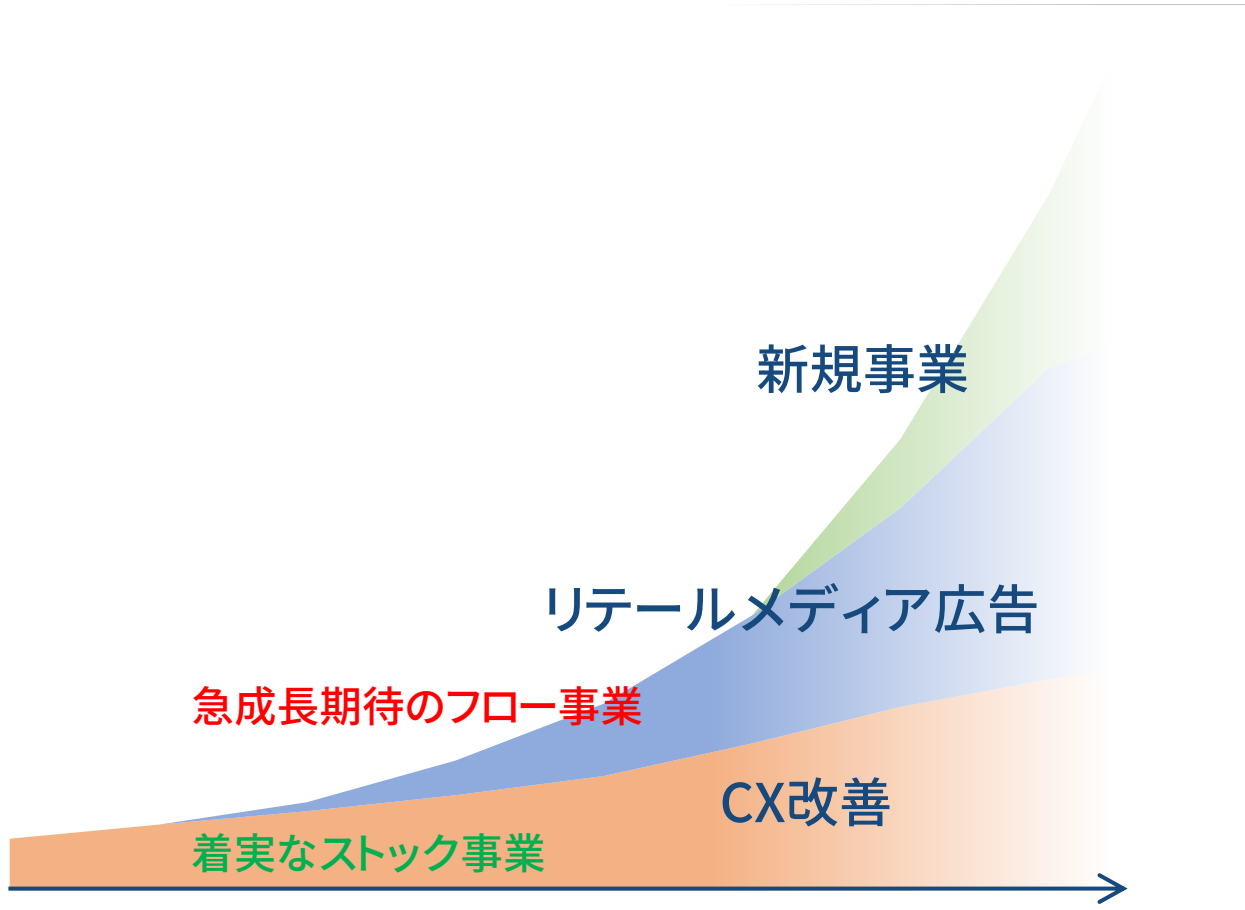 新規事業
リテールメディア広告
急成長期待のフロー事業
CX改善
着実なストック事業